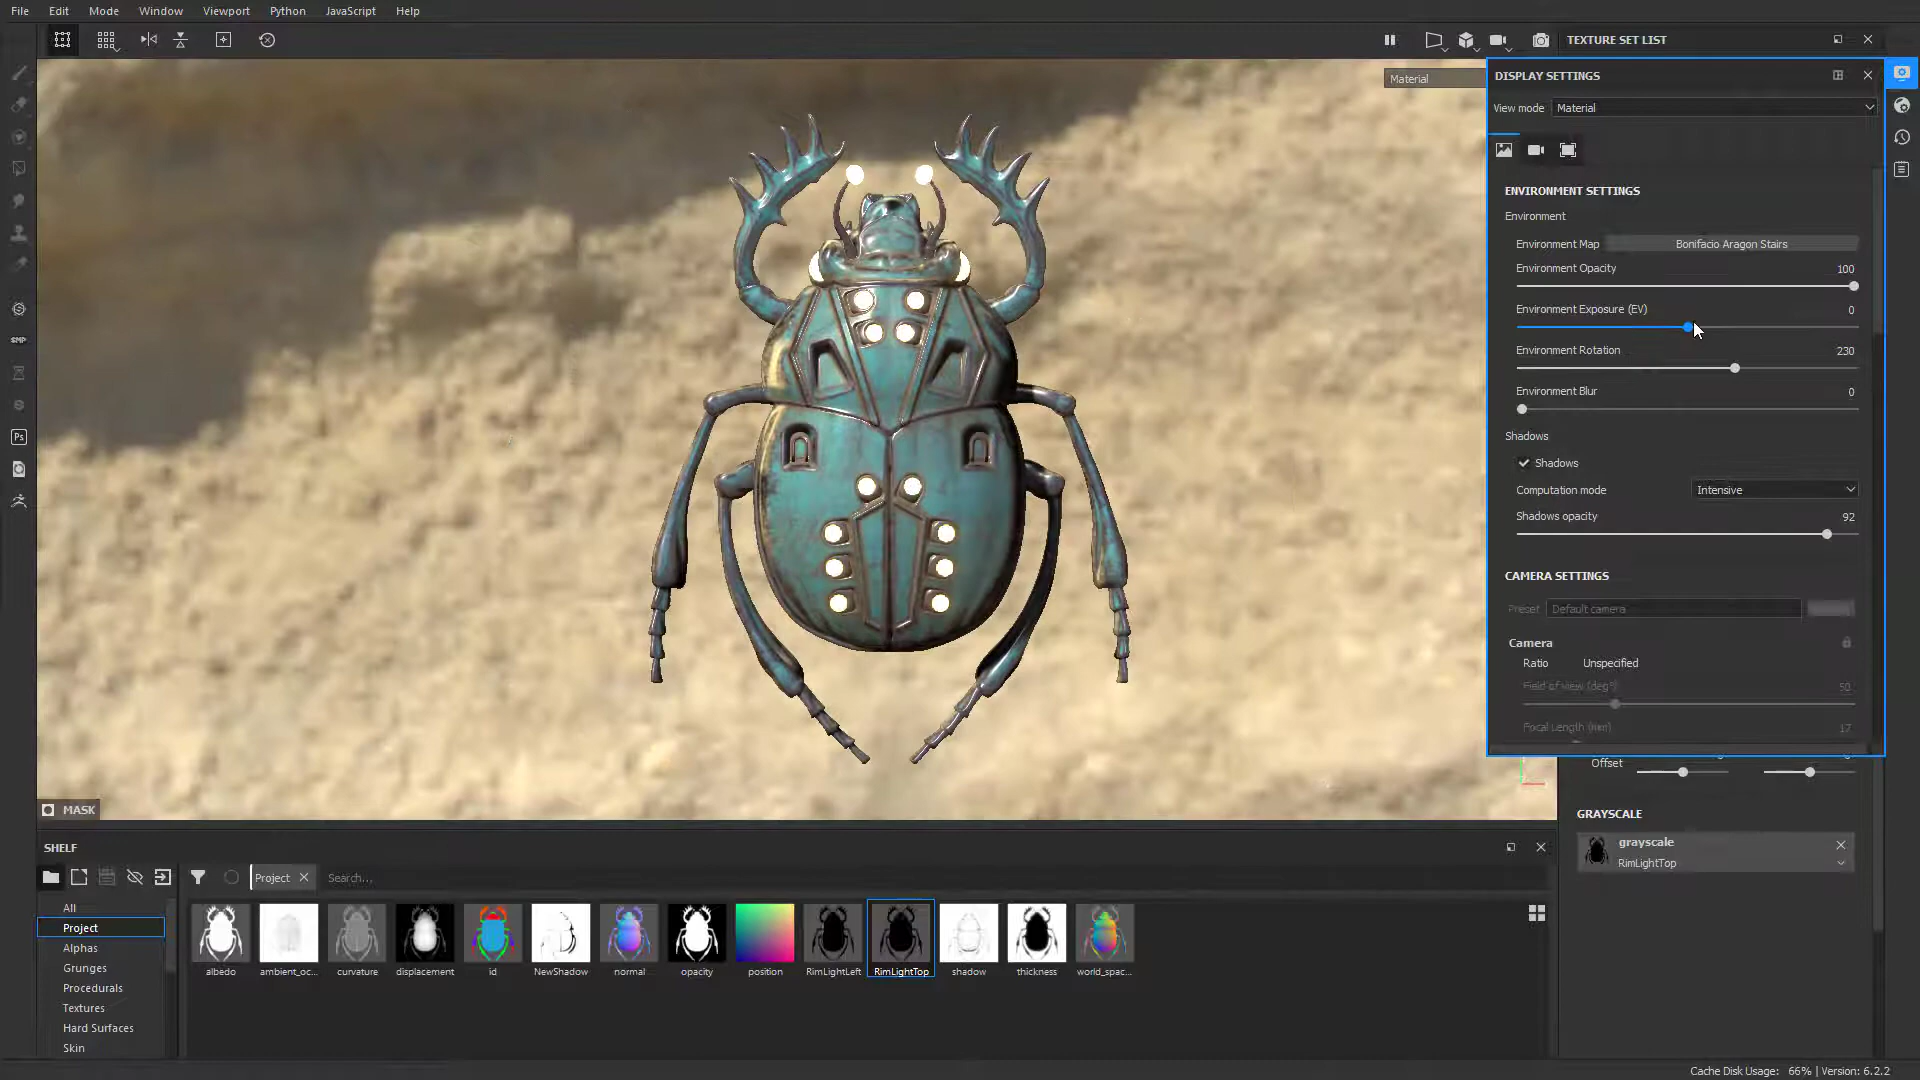 File Edit Mode Window Viewport Python JavaScript Help
TEXTURE SET LIST
Material
DISPLAY SETTINGS
View mode Material
ENVIRONMENT SETTINGS
Environment
Environment Map Bonifacio Aragon Stairs
Environment Opacity 100
Environment Exposure (EV) 0
Environment Rotation 230
Environment Blur 0
Shadows
Shadows
Computation mode Intensive
Shadows opacity 92
CAMERA SETTINGS
Preset Default camera
Camera
Ratio Unspecified
Field of view (deg°) 50
Focal Length (mm) 17
Offset
GRAYSCALE
grayscale
RimLightTop
SMP
Ps
MASK
SHELF
Project Search...
All
Project
Alphas
Grunges
Procedurals
Textures
Hard Surfaces
Skin
albedo ambient_oc... curvature displacement id NewShadow normal opacity position RimLightLeft RimLightTop shadow thickness world_spac...
Cache Disk Usage: 66% | Version: 6.2.2